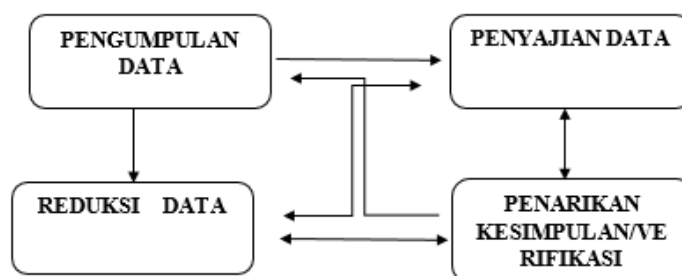 PENGUMPULAN
DATA
PENYAJIAN DATA
REDUKSI DATA
PENARIKAN
KESIMPULAN/VE
RIFIKASI